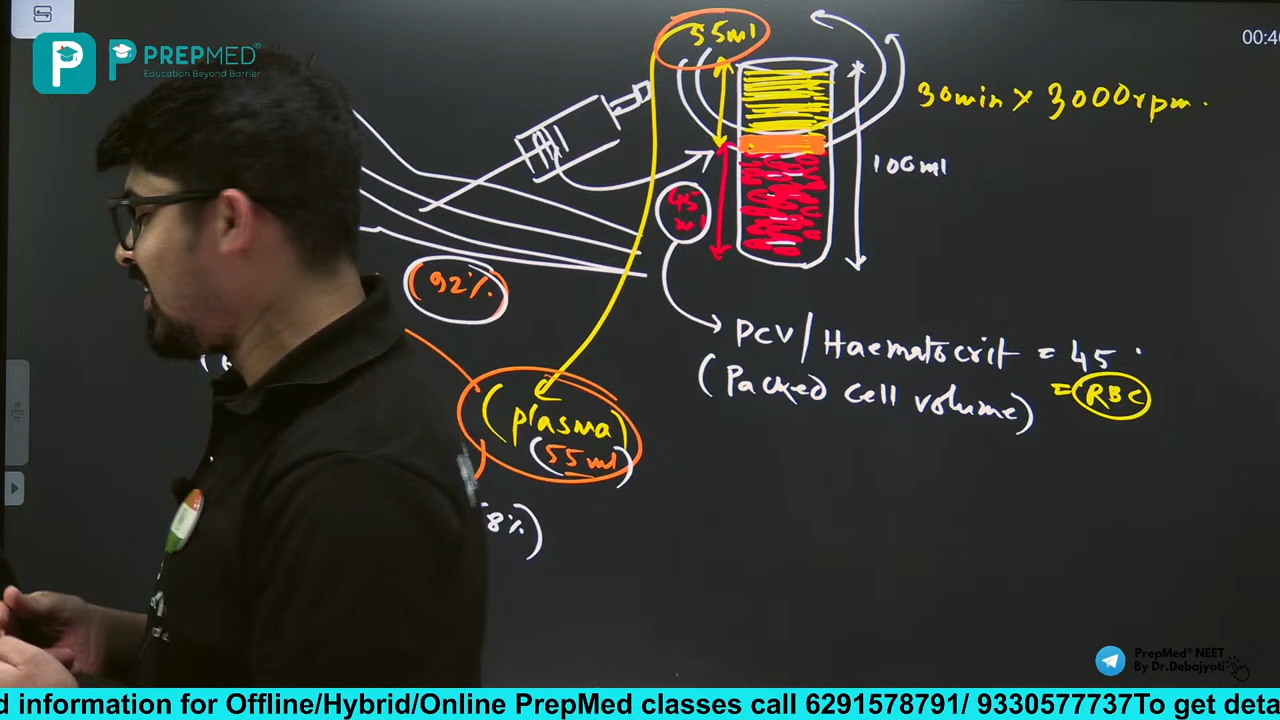 PREPMED®
Education Beyond Barrier
00:4
55ml
30min x 3000rpm.
100ml
45
ml
92%
PCV/Haematocrit = 45
(Packed cell volume) = RBC
(plasma)
(55ml)
8%)
PrepMed® NEET
By Dr.Debajyoti
d information for Offline/Hybrid/Online PrepMed classes call 6291578791/ 9330577737To get deta